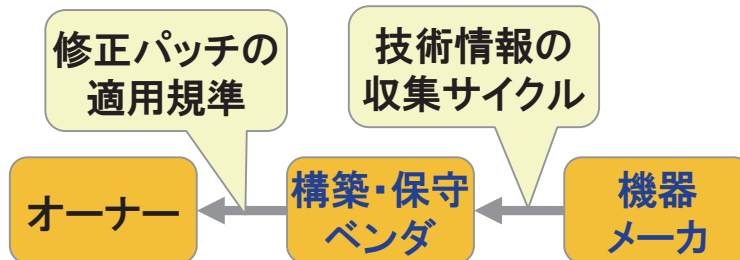 修正パッチの
適用規準
技術情報の
収集サイクル
オーナー
構築・保守
ベンダ
機器
メーカ